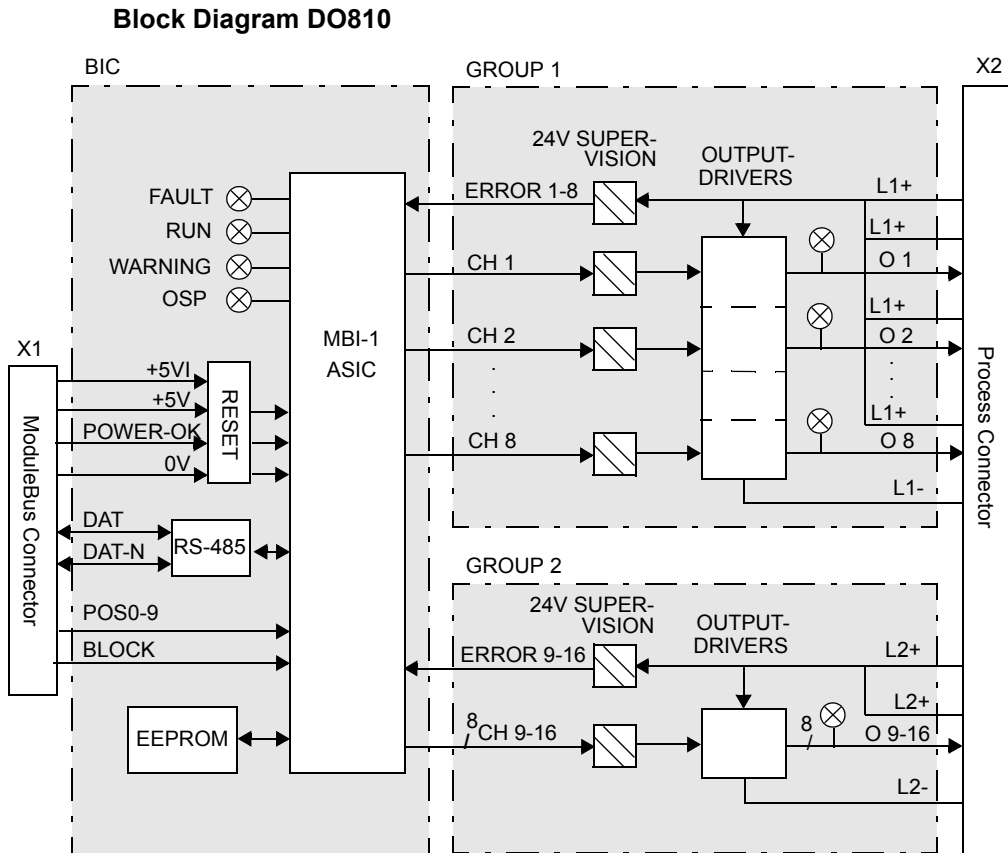 Block Diagram DO810
BIC
GROUP 1
X2
24V SUPER-
VISION
OUTPUT-
DRIVERS
FAULT
RUN
WARNING
OSP
ERROR 1-8
L1+
L1+
CH 1
O 1
L1+
CH 2
O 2
MBI-1
ASIC
X1
+5VI
+5V
POWER-OK
0V
RESET
L1+
CH 8
O 8
L1-
Process Connector
ModuleBus Connector
DAT
DAT-N
RS-485
GROUP 2
24V SUPER-
VISION
OUTPUT-
DRIVERS
POS0-9
BLOCK
ERROR 9-16
L2+
L2+
EEPROM
8
CH 9-16
8
O 9-16
L2-